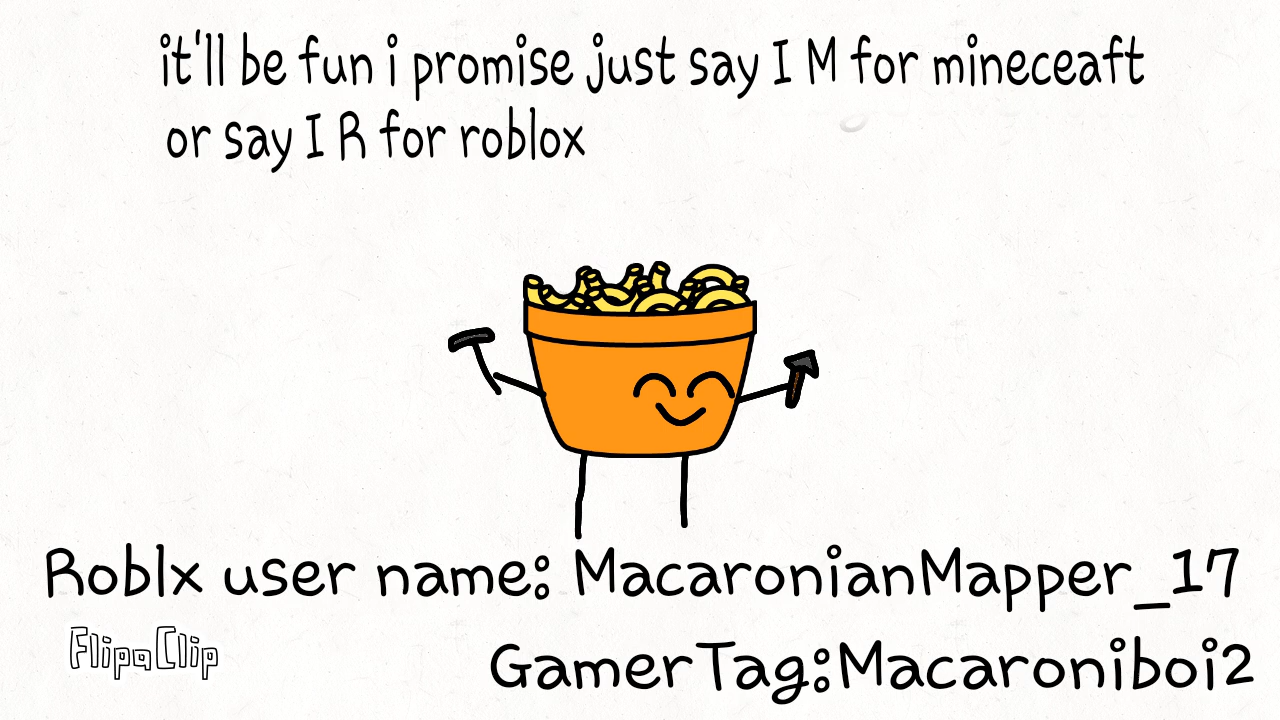 it'll be fun i promise just say I M for mineceaft
or say I R for roblox
Roblx user name: MacaronianMapper_17
FlipaClip
GamerTag:Macaroniboi2